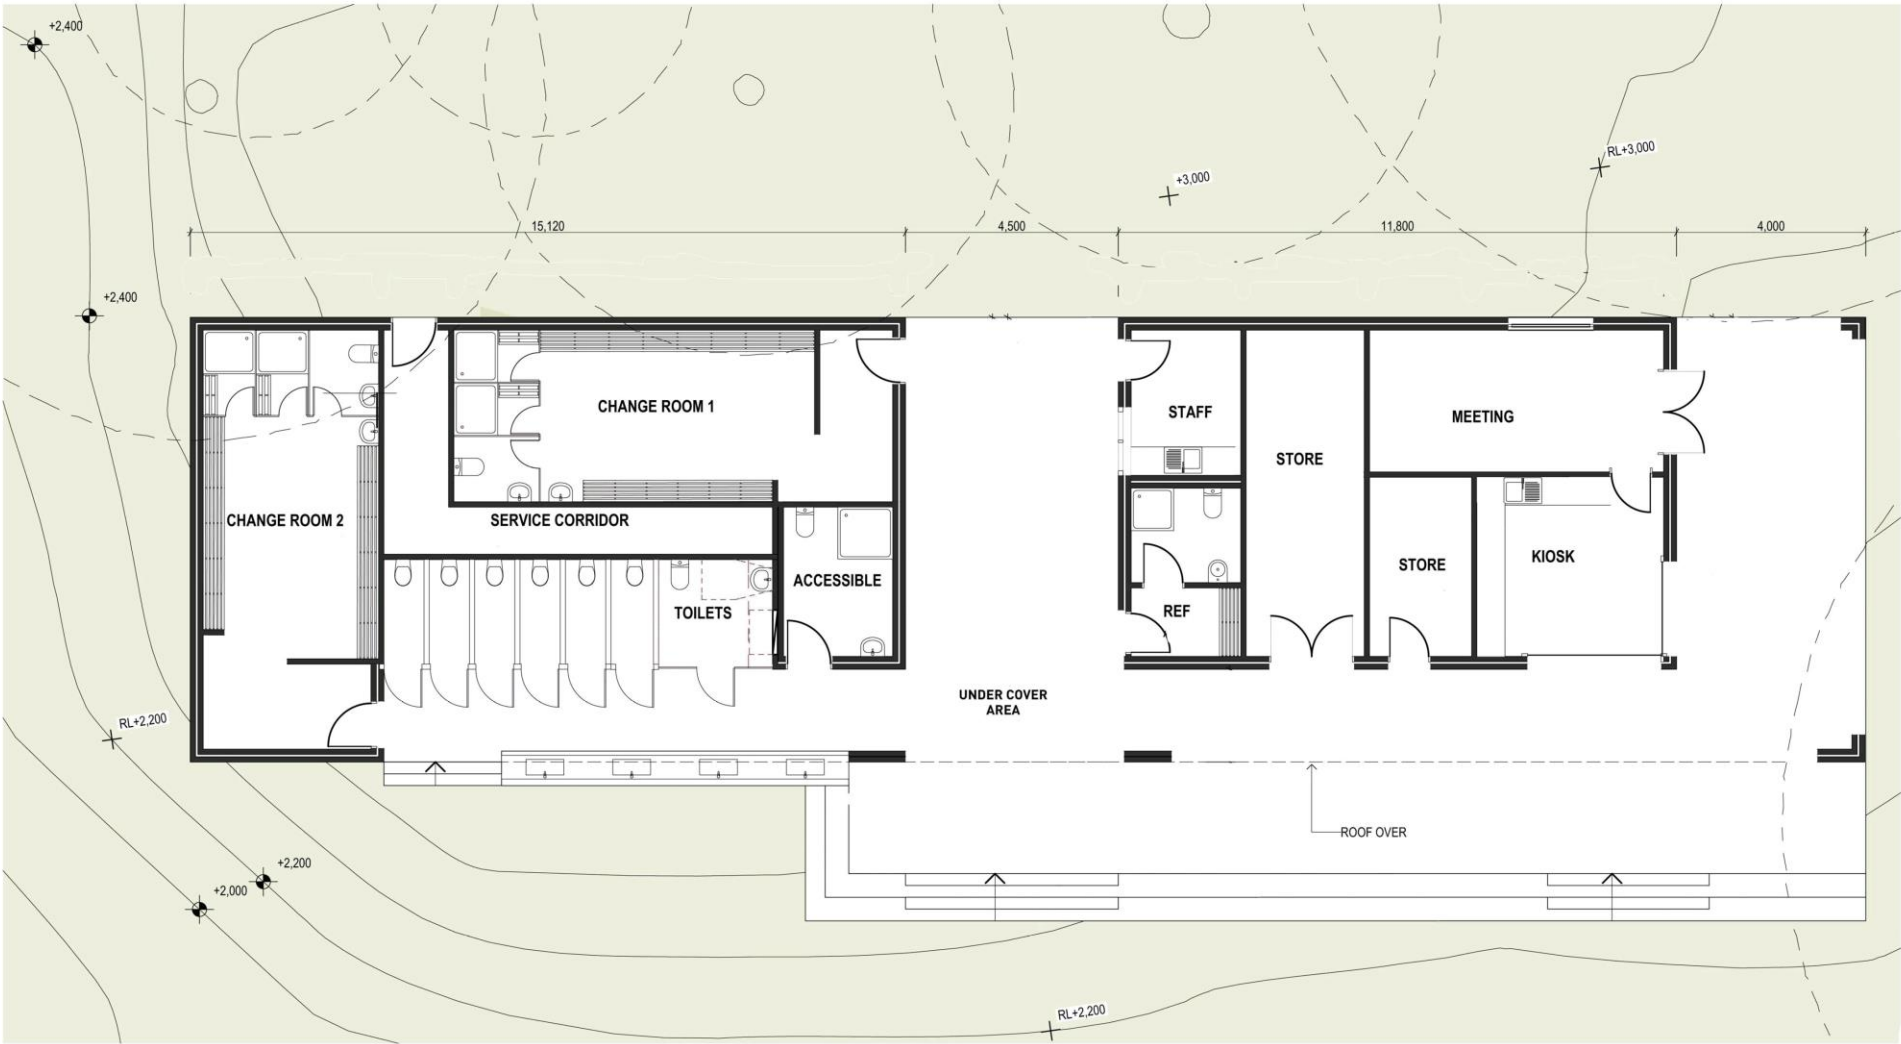 +2,400
RL+3,000
+3,000
15,120
4,500
11,800
4,000
+2,400
CHANGE ROOM 1
STAFF
MEETING
STORE
CHANGE ROOM 2
SERVICE CORRIDOR
KIOSK
STORE
ACCESSIBLE
TOILETS
REF
UNDER COVER
AREA
RL+2,200
ROOF OVER
+2,200
+2,000
RL+2,200